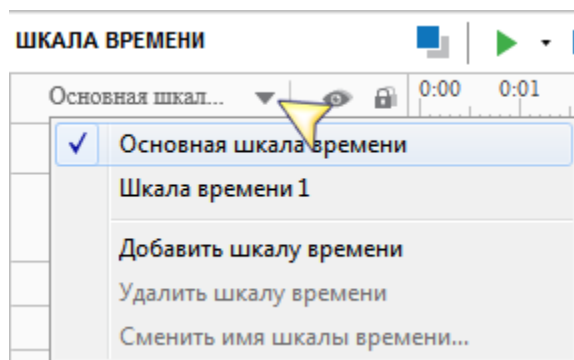 ШКАЛА ВРЕМЕНИ
Основная шкал... 0:00 0:01
Основная шкала времени
Шкала времени 1
Добавить шкалу времени
Удалить шкалу времени
Сменить имя шкалы времени...